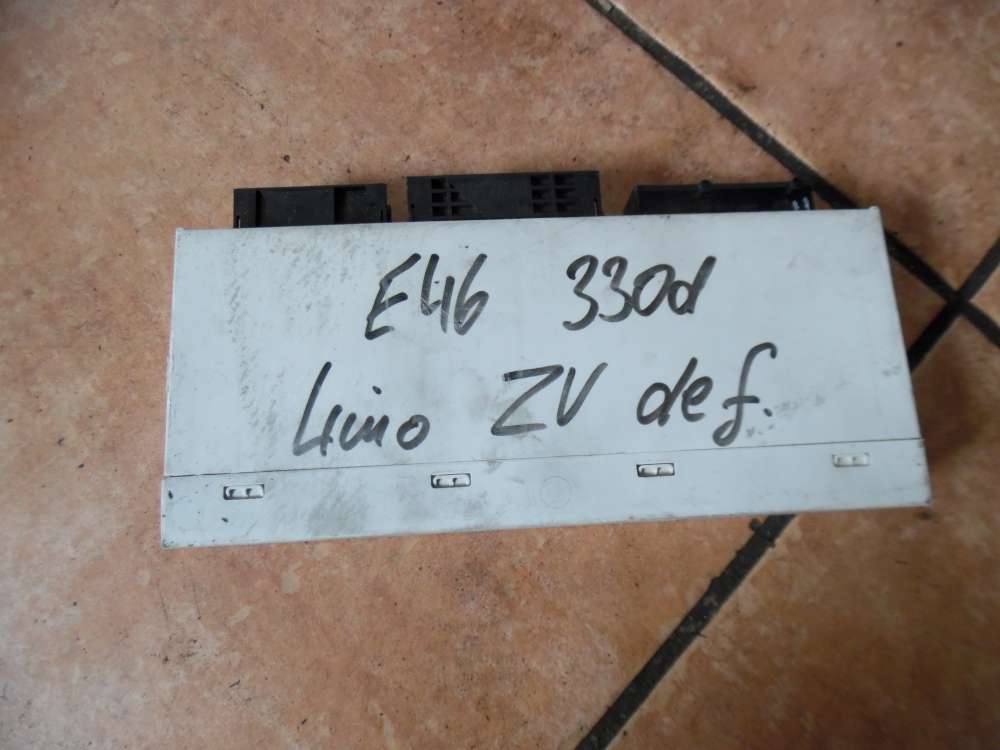 E46 330d
Limo ZV def.